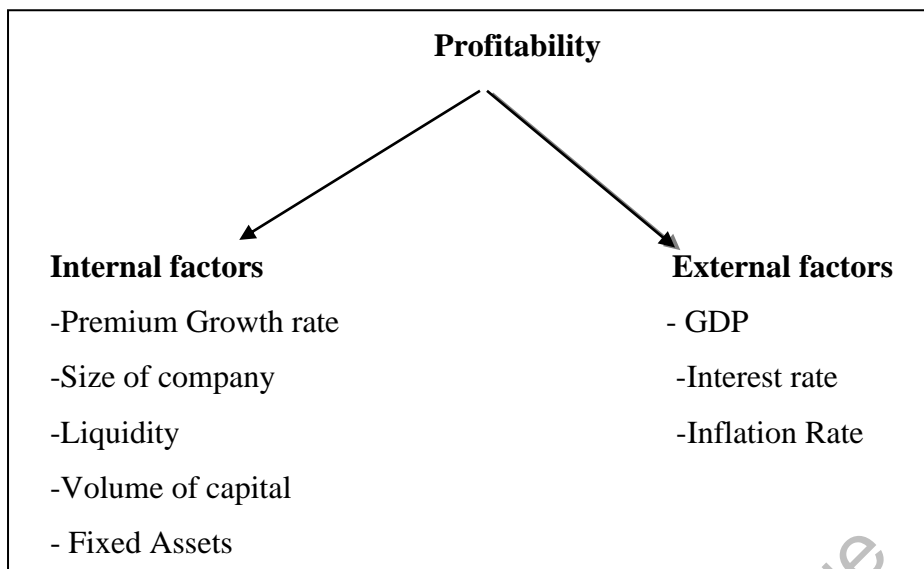 Profitability
Internal factors
-Premium Growth rate
-Size of company
-Liquidity
-Volume of capital
- Fixed Assets
External factors
- GDP
-Interest rate
-Inflation Rate